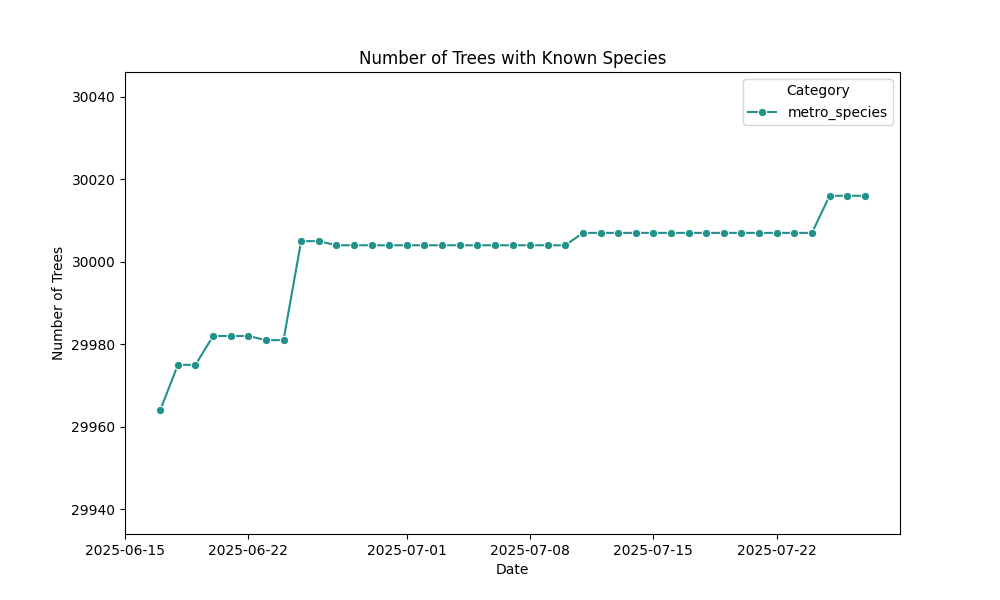 Number of Trees with Known Species
Category
metro_species
30040
30020
30000
29980
29960
29940
Number of Trees
2025-06-15
2025-06-22
2025-07-01
2025-07-08
2025-07-15
2025-07-22
Date